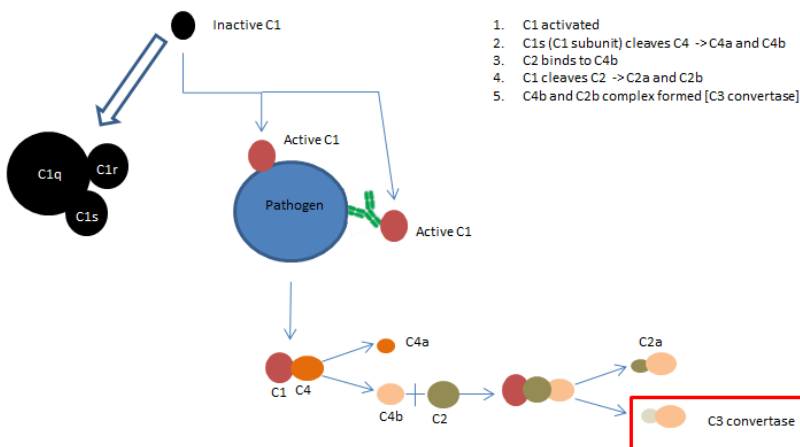 Inactive C1
1. C1 activated
2. C1s (C1 subunit) cleaves C4 -> C4a and C4b
3. C2 binds to C4b
4. C1 cleaves C2 -> C2a and C2b
5. C4b and C2b complex formed [C3 convertase]
Active C1
C1q
C1r
C1s
Pathogen
Active C1
C4a
C2a
C1
C4
C4b
C2
C3 convertase